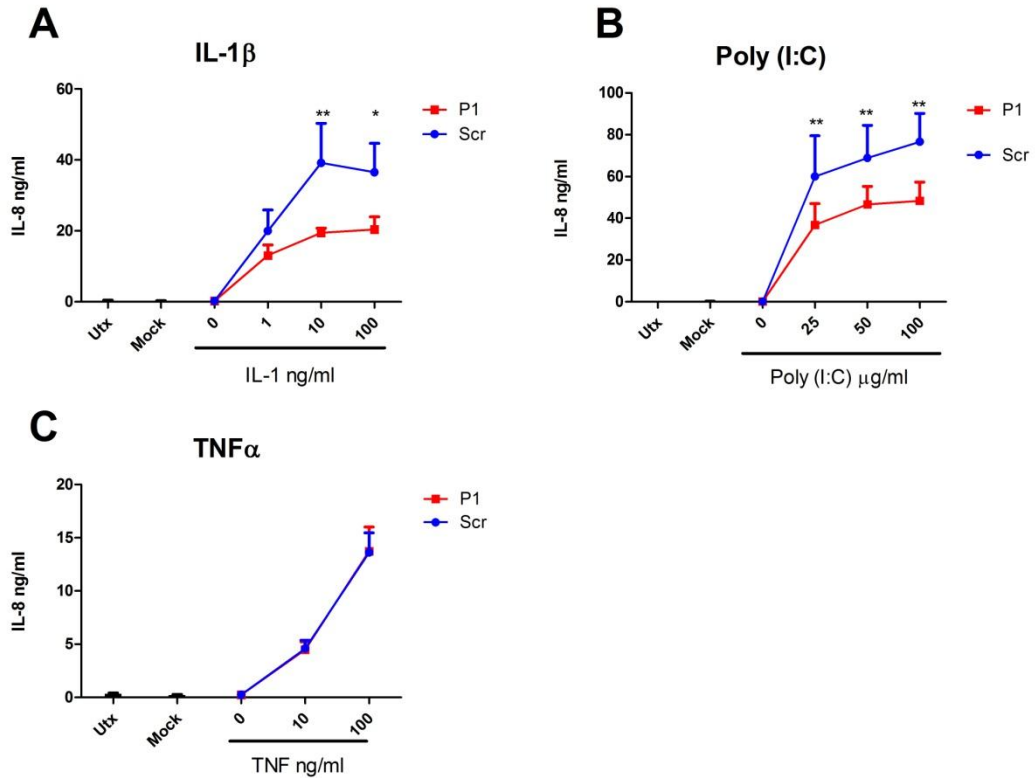 A
IL-1β
60
40
20
0
IL-8 ng/ml
** *
P1
Scr
Utx Mock 0 1 10 100
IL-1 ng/ml
B
Poly (I:C)
100
80
60
40
20
0
IL-8 ng/ml
** ** **
P1
Scr
Utx Mock 0 25 50 100
Poly (I:C) μg/ml
C
TNFα
20
15
10
5
0
IL-8 ng/ml
P1
Scr
Utx Mock 0 10 100
TNF ng/ml